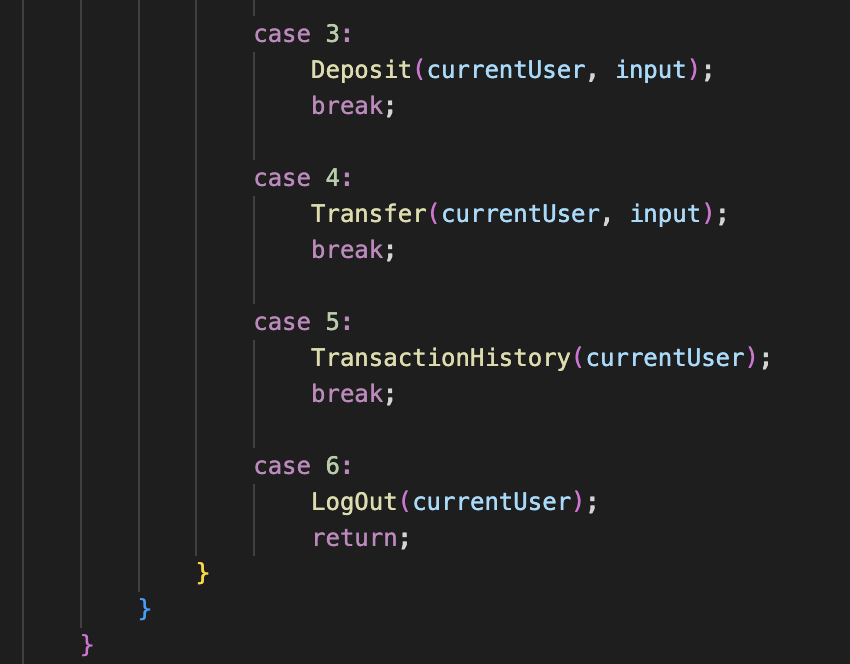 case 3:
Deposit(currentUser, input);
break;
case 4:
Transfer(currentUser, input);
break;
case 5:
TransactionHistory(currentUser);
break;
case 6:
LogOut(currentUser);
return;
}
}
}